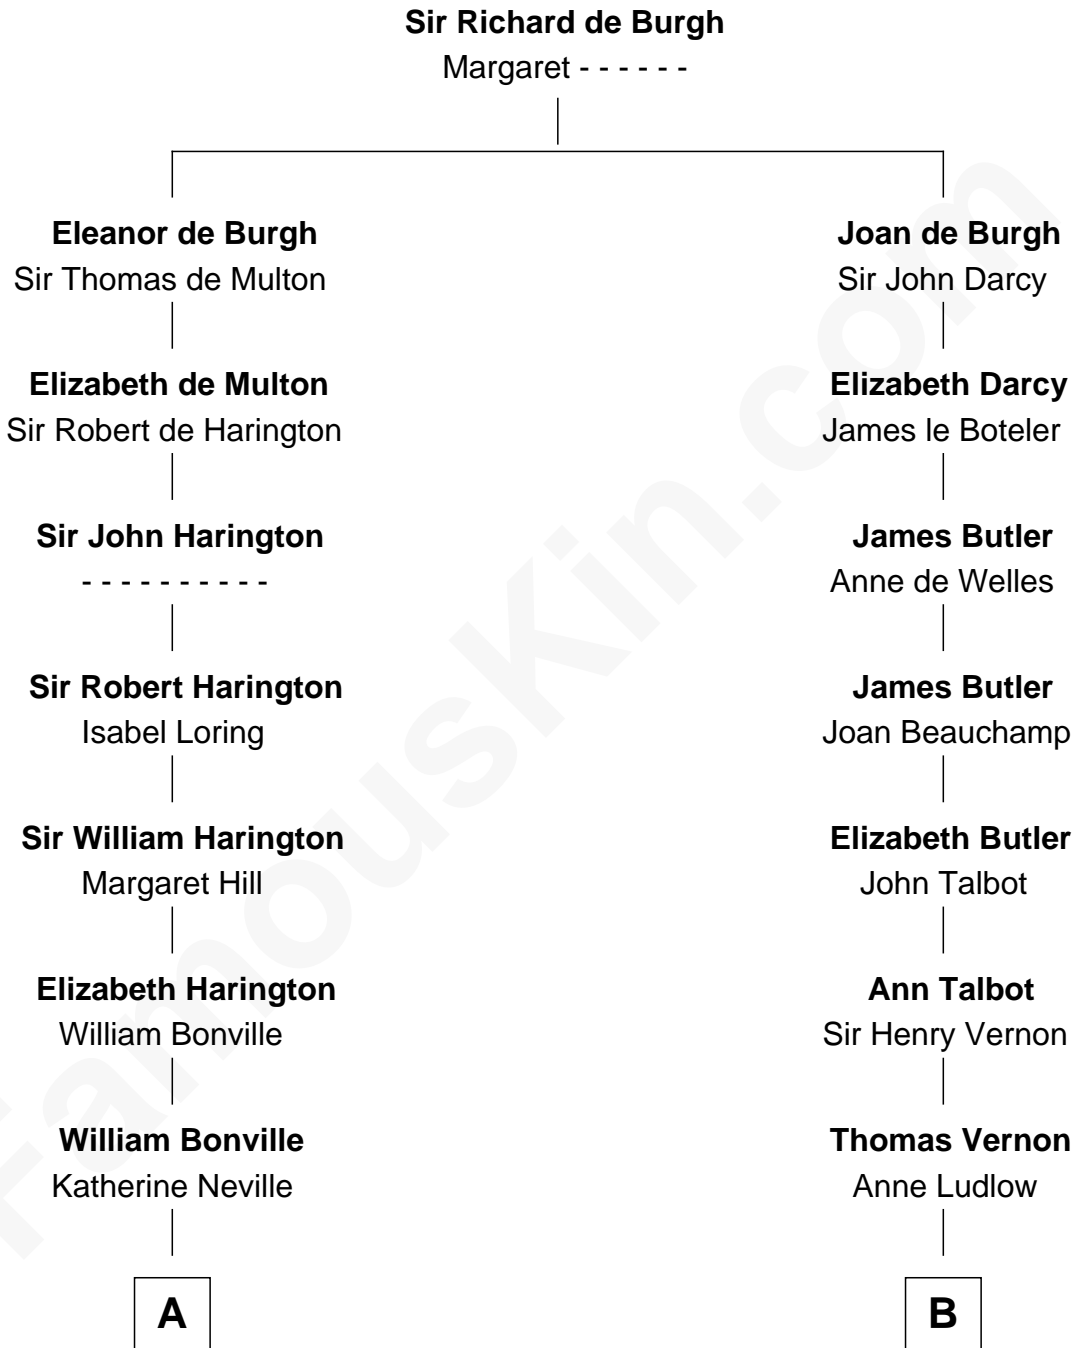 Sir Richard de Burgh
Margaret - - - - - -
Eleanor de Burgh
Sir Thomas de Multon
Elizabeth de Multon
Sir Robert de Harington
Sir John Harington
- - - - - - - - - -
Sir Robert Harington
Isabel Loring
Sir William Harington
Margaret Hill
Elizabeth Harington
William Bonville
William Bonville
Katherine Neville
A
Joan de Burgh
Sir John Darcy
Elizabeth Darcy
James le Boteler
James Butler
Anne de Welles
James Butler
Joan Beauchamp
Elizabeth Butler
John Talbot
Ann Talbot
Sir Henry Vernon
Thomas Vernon
Anne Ludlow
B
FamousKin.com